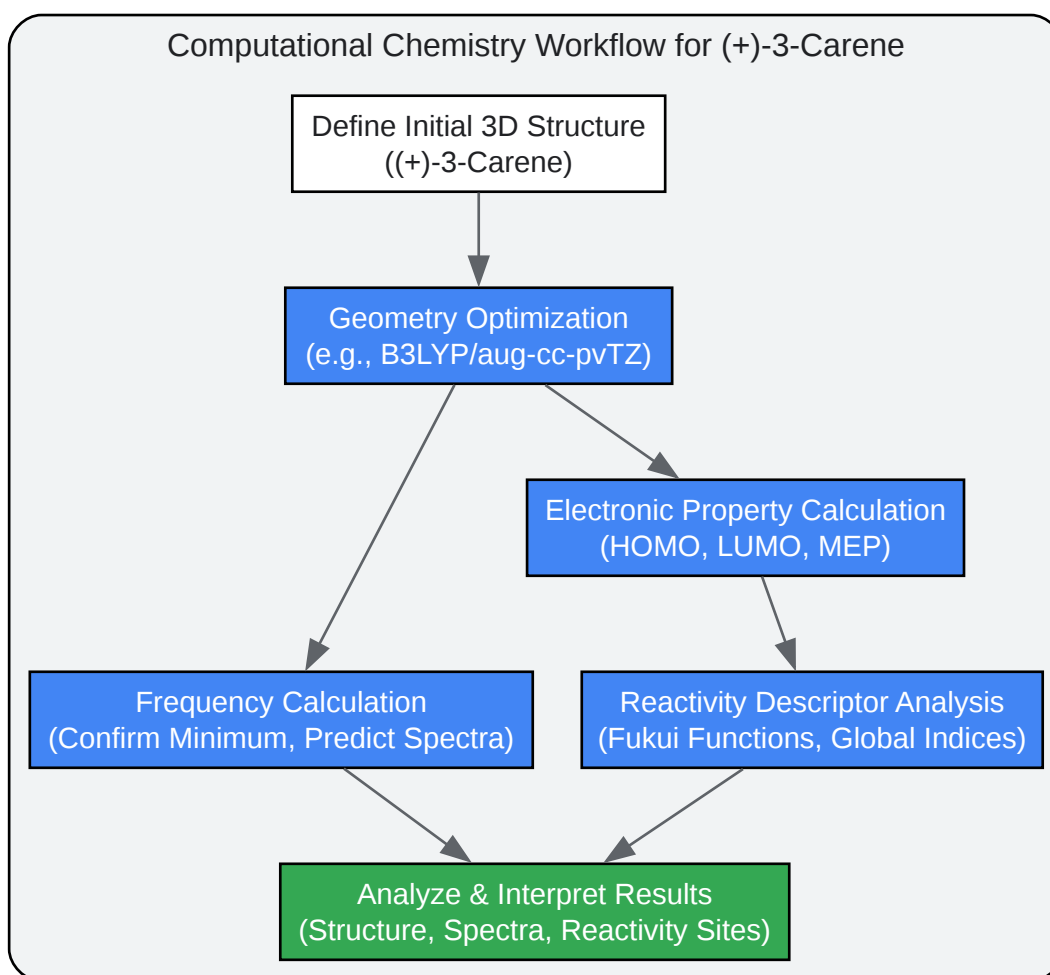 Computational Chemistry Workflow for (+)-3-Carene
Define Initial 3D Structure
((+)-3-Carene)
Geometry Optimization
(e.g., B3LYP/aug-cc-pvTZ)
Electronic Property Calculation
(HOMO, LUMO, MEP)
Frequency Calculation
(Confirm Minimum, Predict Spectra)
Reactivity Descriptor Analysis
(Fukui Functions, Global Indices)
Analyze & Interpret Results
(Structure, Spectra, Reactivity Sites)